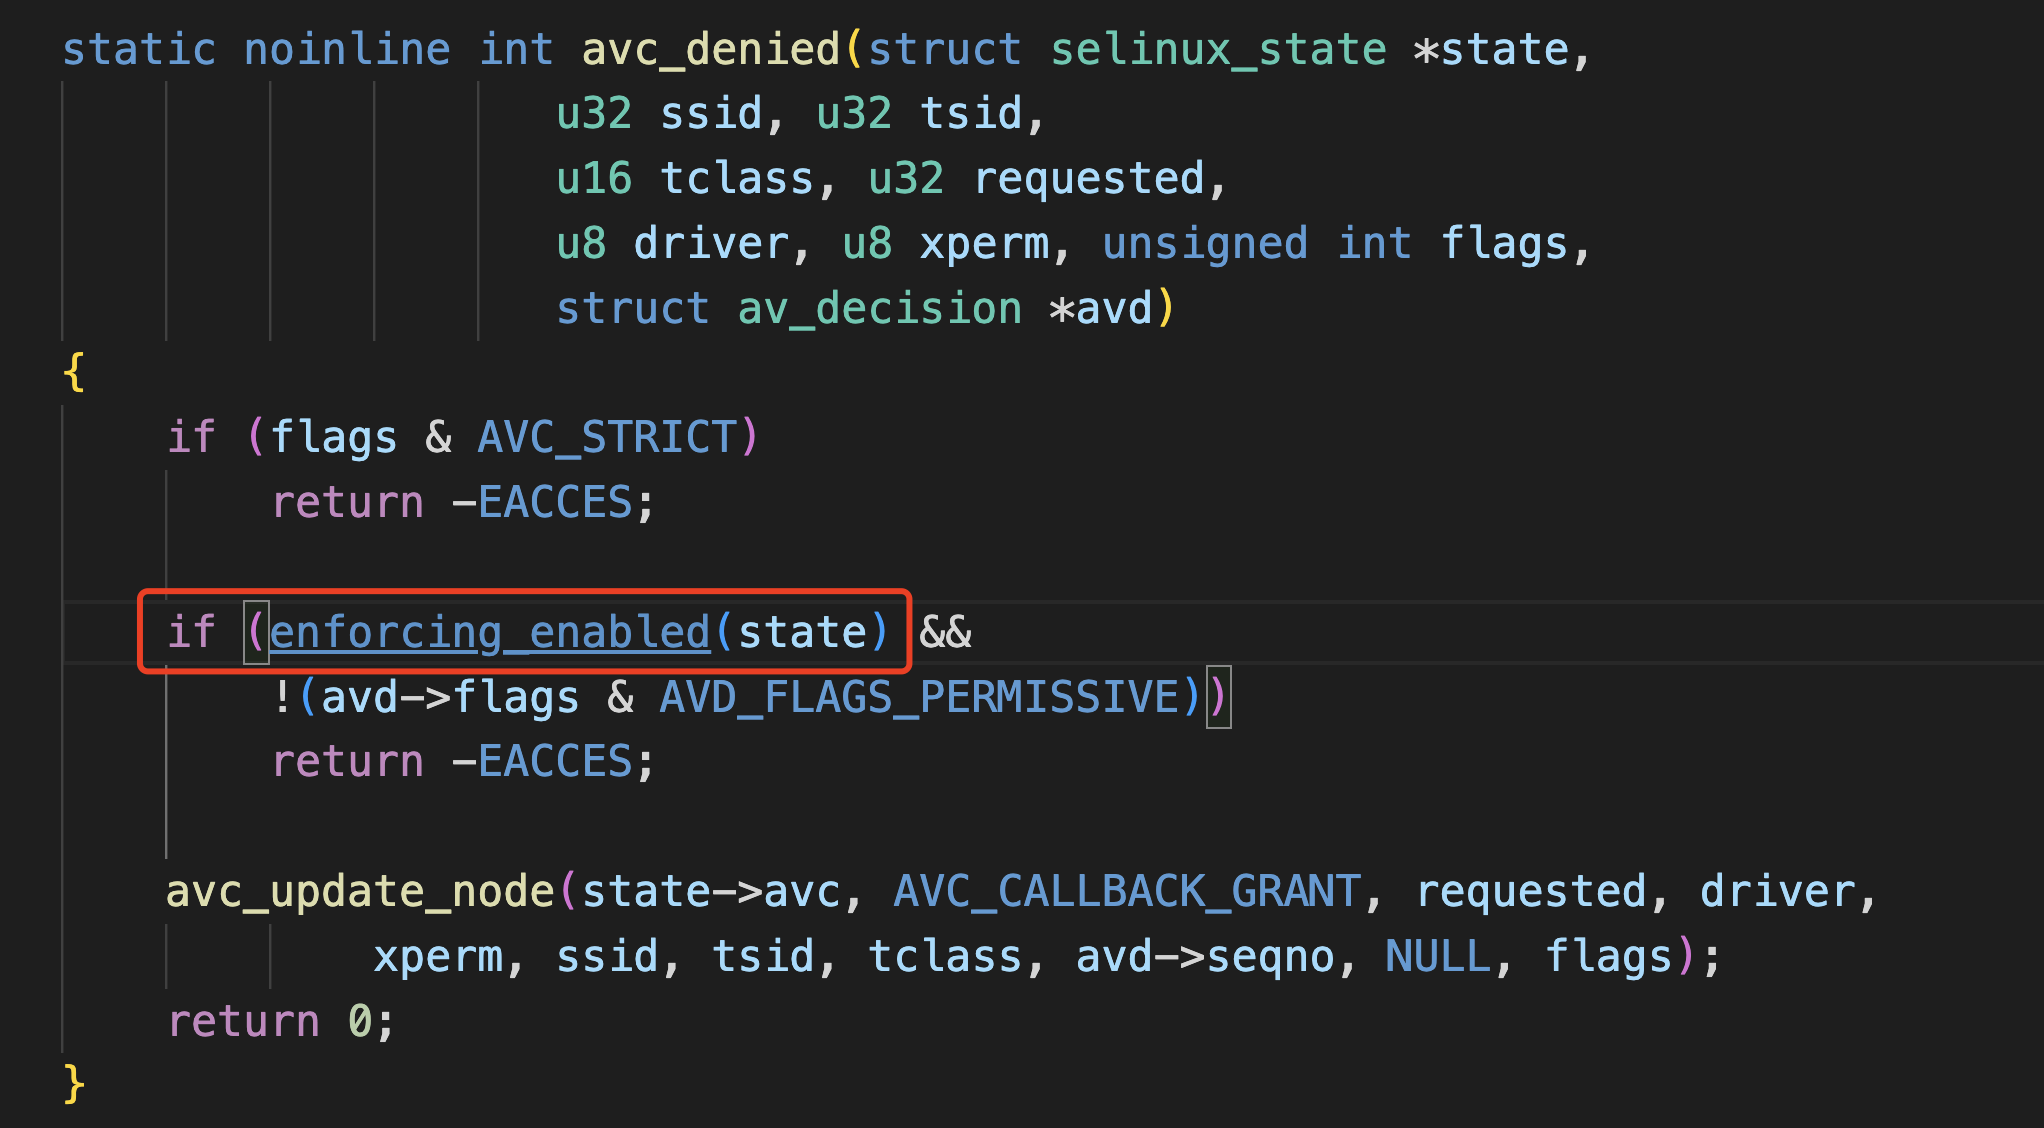 static noinline int avc_denied(struct selinux_state *state,
u32 ssid, u32 tsid,
u16 tclass, u32 requested,
u8 driver, u8 xperm, unsigned int flags,
struct av_decision *avd)
{
if (flags & AVC_STRICT)
return -EACCES;
if (enforcing_enabled(state) &&
!(avd->flags & AVD_FLAGS_PERMISSIVE))
return -EACCES;
avc_update_node(state->avc, AVC_CALLBACK_GRANT, requested, driver,
xperm, ssid, tsid, tclass, avd->seqno, NULL, flags);
return 0;
}